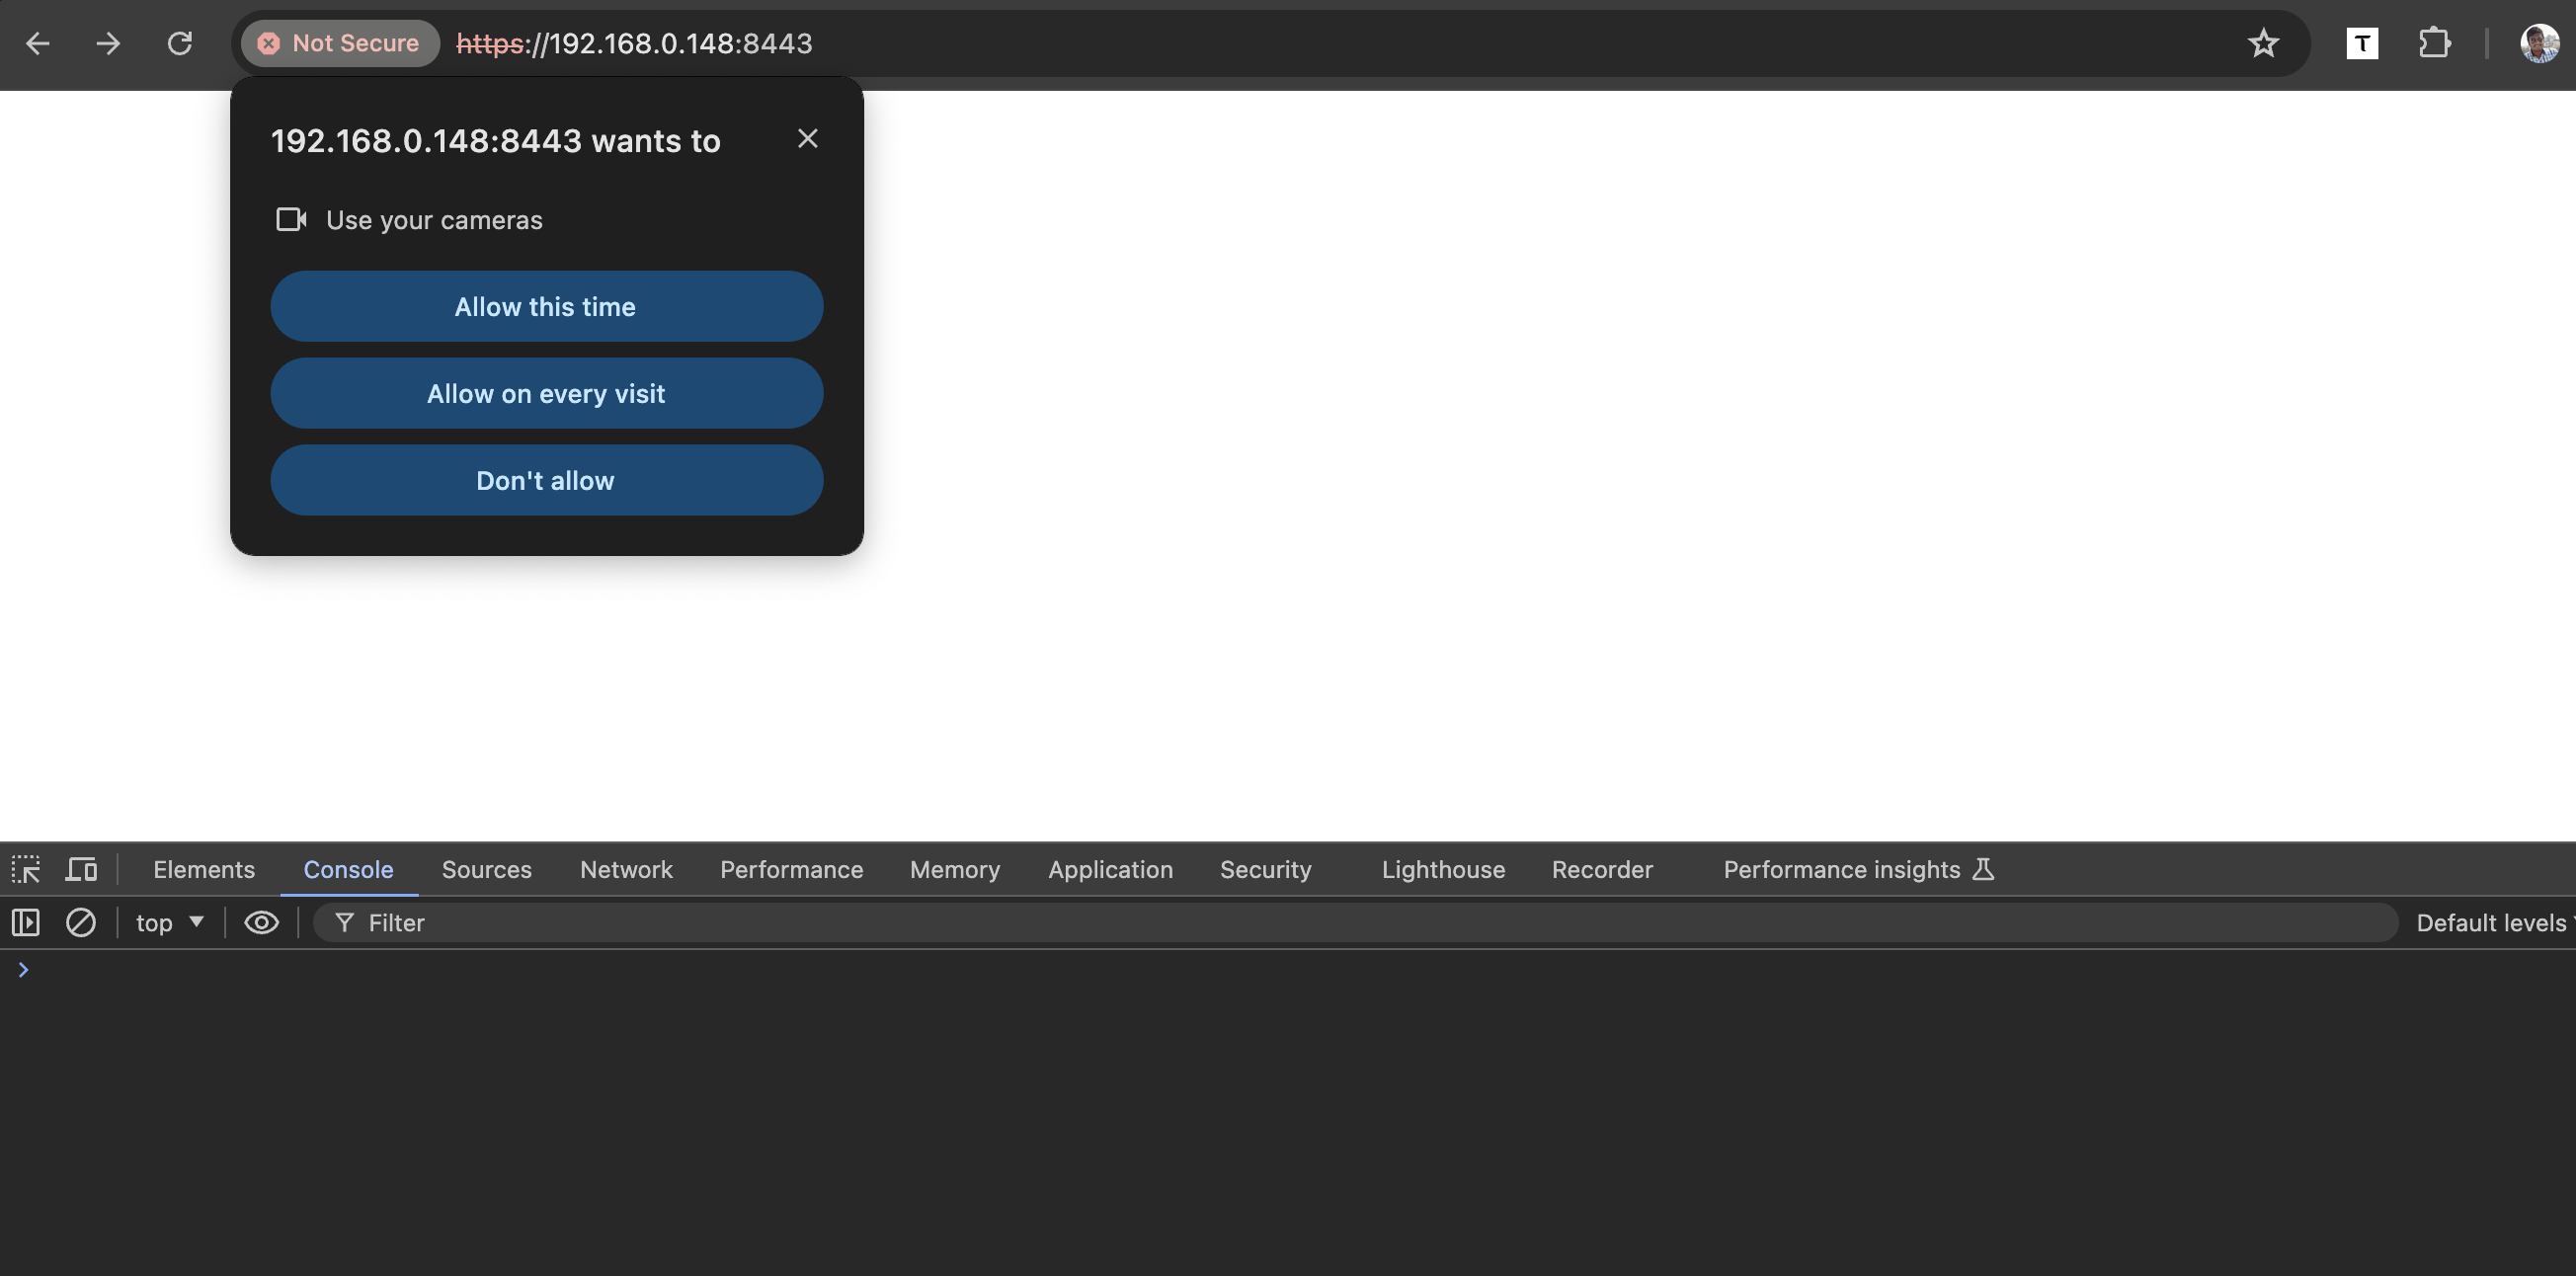 Not Secure https://192.168.0.148:8443 T
192.168.0.148:8443 wants to
Use your cameras
Allow this time
Allow on every visit
Don't allow
Elements Console Sources Network Performance Memory Application Security Lighthouse Recorder Performance insights
top Filter Default levels